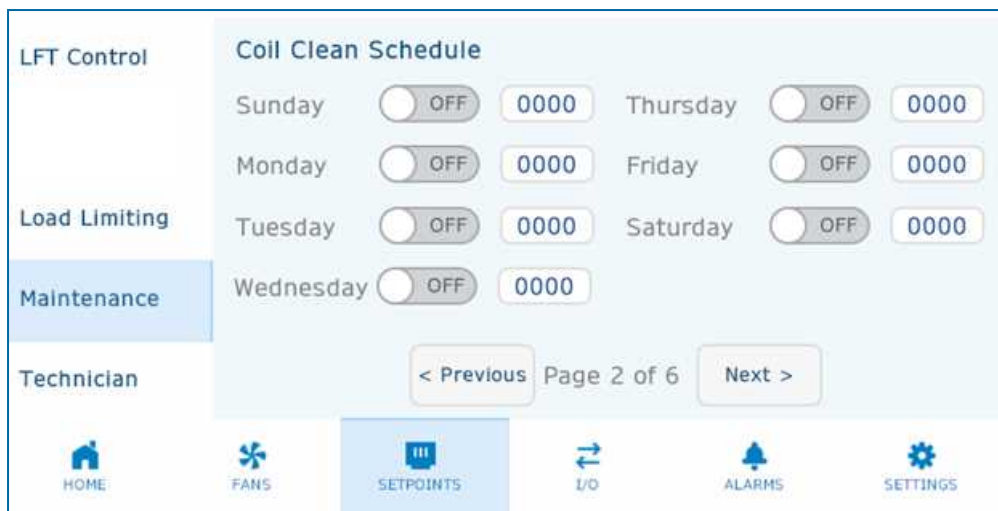 LFT Control
Load Limiting
Maintenance
Technician
Coil Clean Schedule
Sunday OFF 0000 Thursday OFF 0000
Monday OFF 0000 Friday OFF 0000
Tuesday OFF 0000 Saturday OFF 0000
Wednesday OFF 0000
< Previous Page 2 of 6 Next >
HOME FANS SETPOINTS I/O ALARMS SETTINGS